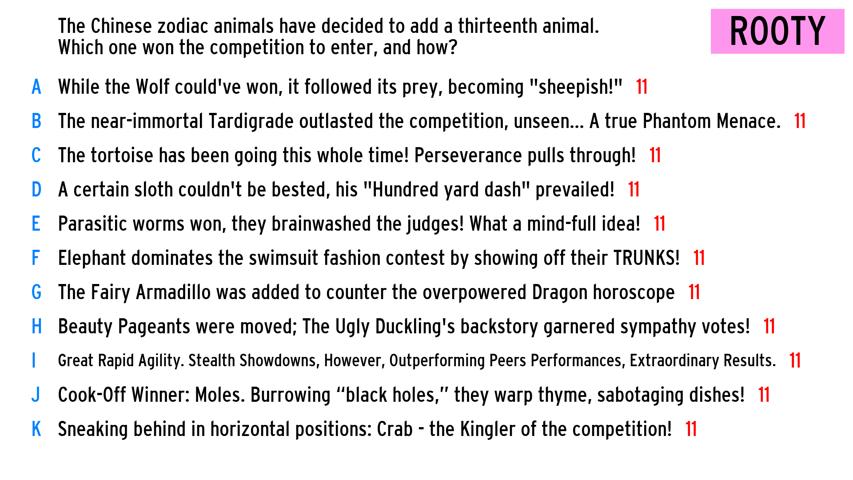 The Chinese zodiac animals have decided to add a thirteenth animal.
Which one won the competition to enter, and how?
ROOTY
A While the Wolf could've won, it followed its prey, becoming "sheepish!" 11
B The near-immortal Tardigrade outlasted the competition, unseen... A true Phantom Menace. 11
C The tortoise has been going this whole time! Perseverance pulls through! 11
D A certain sloth couldn't be bested, his "Hundred yard dash" prevailed! 11
E Parasitic worms won, they brainwashed the judges! What a mind-full idea! 11
F Elephant dominates the swimsuit fashion contest by showing off their TRUNKS! 11
G The Fairy Armadillo was added to counter the overpowered Dragon horoscope 11
H Beauty Pageants were moved; The Ugly Duckling's backstory garnered sympathy votes! 11
I Great Rapid Agility. Stealth Showdowns, However, Outperforming Peers Performances, Extraordinary Results. 11
J Cook-Off Winner: Moles. Burrowing “black holes,” they warp thyme, sabotaging dishes! 11
K Sneaking behind in horizontal positions: Crab - the Kingler of the competition! 11